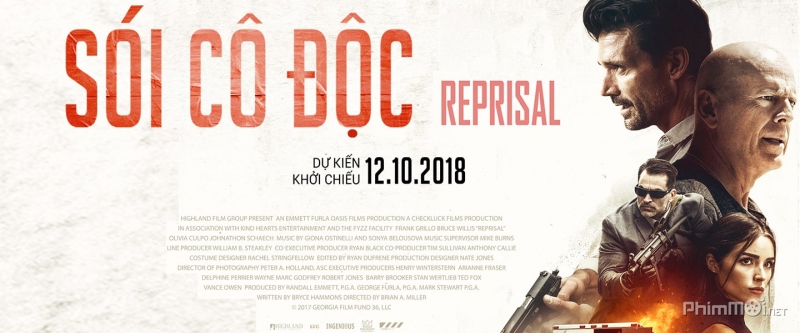 SÓI CÔ ĐỘC
REPRISAL
DỰ KIẾN
KHỞI CHIẾU 12.10.2018
HIGHLAND FILM GROUP PRESENT AN EMMETT FURLA OASIS FILMS PRODUCTION A CHECKLUCK FILMS PRODUCTION
IN ASSOCIATION WITH KIND HEARTS ENTERTAINMENT AND THE FYZZ FACILITY FRANK GRILLO BRUCE WILLIS "REPRISAL"
OLIVIA CULPO JOHNATHON SCHAECH MUSIC BY GIONA OSTINELLI AND SONYA BELOUSOVA MUSIC SUPERVISOR MIKE BURNS
LINE PRODUCER WILLIAM B. STEAKLEY CO-EXECUTIVE PRODUCER RYAN BLACK CO-PRODUCER TIM SULLIVAN ANTHONY CALLIE
COSTUME DESIGNER RACHEL STRINGFELLOW EDITED BY RYAN DUFRENE PRODUCTION DESIGNER NATE JONES
DIRECTOR OF PHOTOGRAPHY PETER A. HOLLAND, ASC EXECUTIVE PRODUCERS HENRY WINTERSTERN ARIANNE FRASER
DELPHINE PERRIER WAYNE MARC GODFREY ROBERT JONES BARRY BROOKER STAN WERTLIEB TED FOX
VANCE OWEN PRODUCED BY RANDALL EMMETT, P.G.A. GEORGE FURLA, P.G.A. MARK STEWART P.G.A.
WRITTEN BY BRYCE HAMMONS DIRECTED BY BRIAN A. MILLER
© 2017 GEORGIA FILM FUND 36, LLC
HIGHLAND INGENIOUS
PhimMoi.net